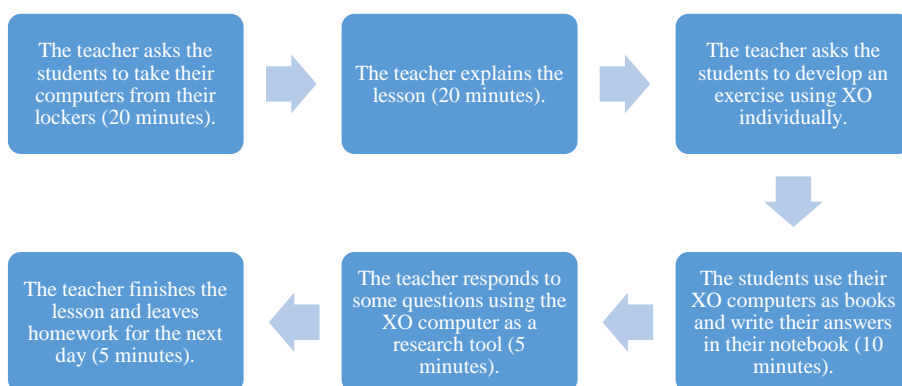 The teacher asks the
students to take their
computers from their
lockers (20 minutes).
The teacher explains the
lesson (20 minutes).
The teacher asks the
students to develop an
exercise using XO
individually.
The students use their
XO computers as books
and write their answers
in their notebook (10
minutes).
The teacher responds to
some questions using the
XO computer as a
research tool (5
minutes).
The teacher finishes the
lesson and leaves
homework for the next
day (5 minutes).